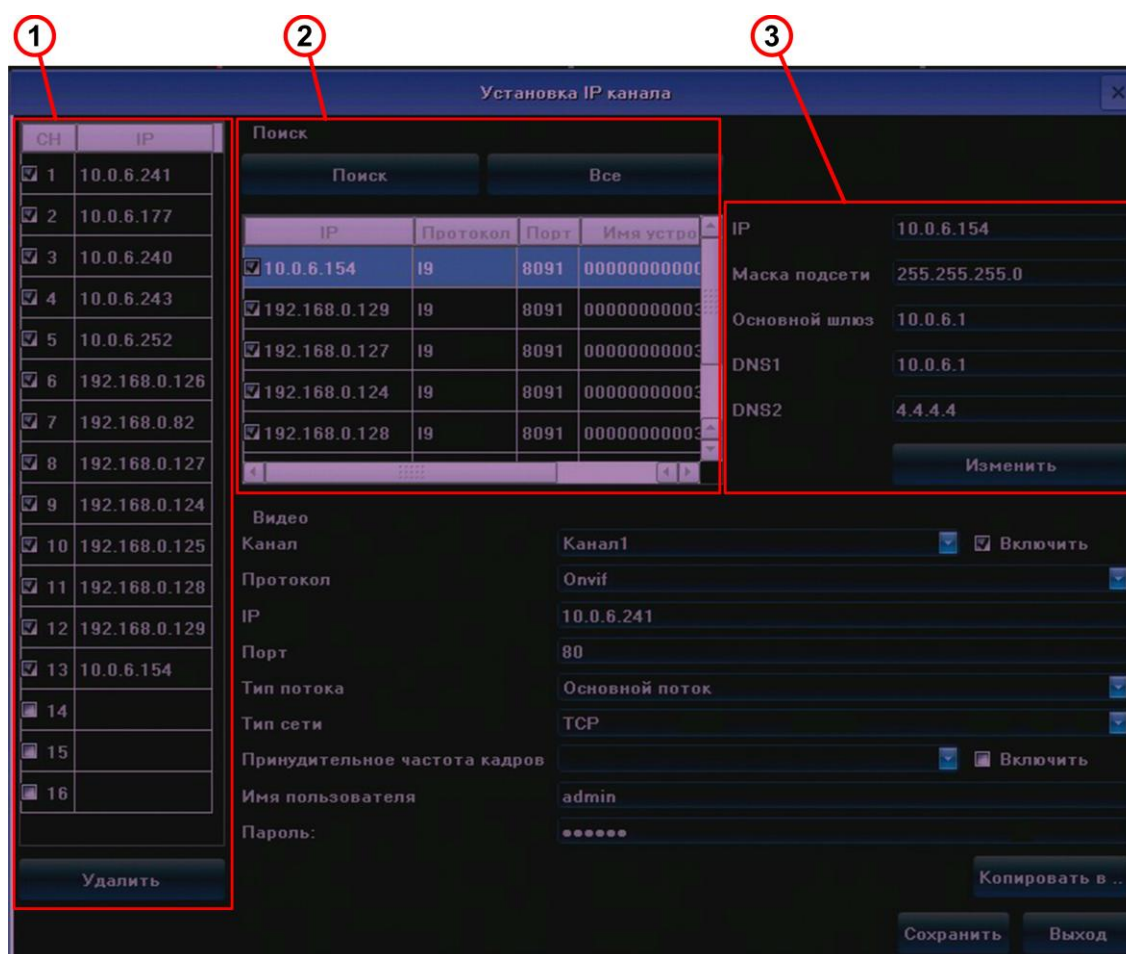 1
2
3
Установка IP канала
CH IP
1 10.0.6.241
2 10.0.6.177
3 10.0.6.240
4 10.0.6.243
5 10.0.6.252
6 192.168.0.126
7 192.168.0.82
8 192.168.0.127
9 192.168.0.124
10 192.168.0.125
11 192.168.0.128
12 192.168.0.129
13 10.0.6.154
14
15
16
Удалить
Поиск
Поиск Все
IP Протокол Порт Имя устро
10.0.6.154 I9 8091 00000000000
192.168.0.129 I9 8091 00000000003
192.168.0.127 I9 8091 00000000003
192.168.0.124 I9 8091 00000000003
192.168.0.128 I9 8091 00000000003
IP 10.0.6.154
Маска подсети 255.255.255.0
Основной шлюз 10.0.6.1
DNS1 10.0.6.1
DNS2 4.4.4.4
Изменить
Видео
Канал Канал1 Включить
Протокол Onvif
IP 10.0.6.241
Порт 80
Тип потока Основной поток
Тип сети TCP
Принудительное частота кадров Включить
Имя пользователя admin
Пароль: ●●●●●●
Копировать в ..
Сохранить Выход